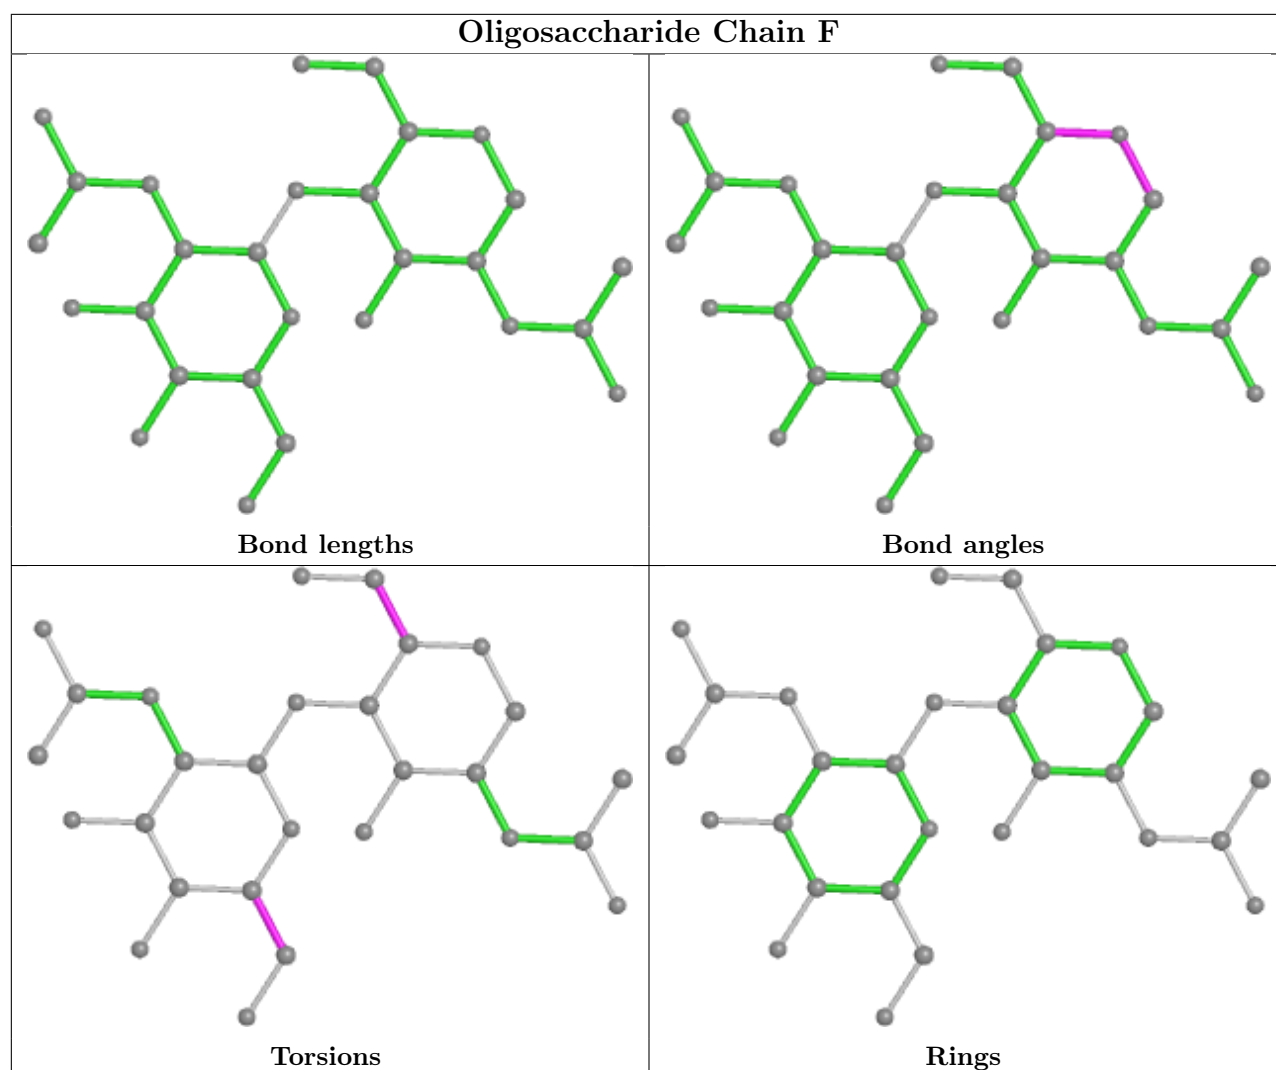 Oligosaccharide Chain F
Bond lengths
Bond angles
Torsions
Rings